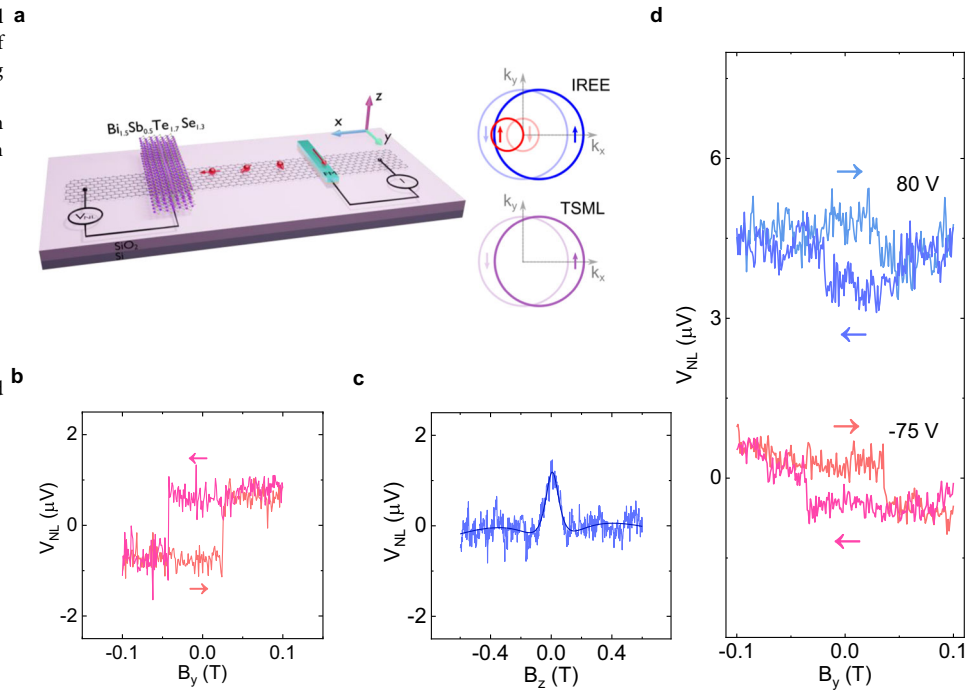 a
Bi1.5Sb0.5Te1.7Se1.3
x
z
y
SiO2
Si
ky
IREE
kx
ky
TSML
kx
b
2
0
-2
VNL (μV)
-0.1 0.0 0.1
By (T)
c
2
0
-2
VNL (μV)
-0.4 0.0 0.4
Bz (T)
d
6
3
0
VNL (μV)
80 V
-75 V
-0.1 0.0 0.1
By (T)